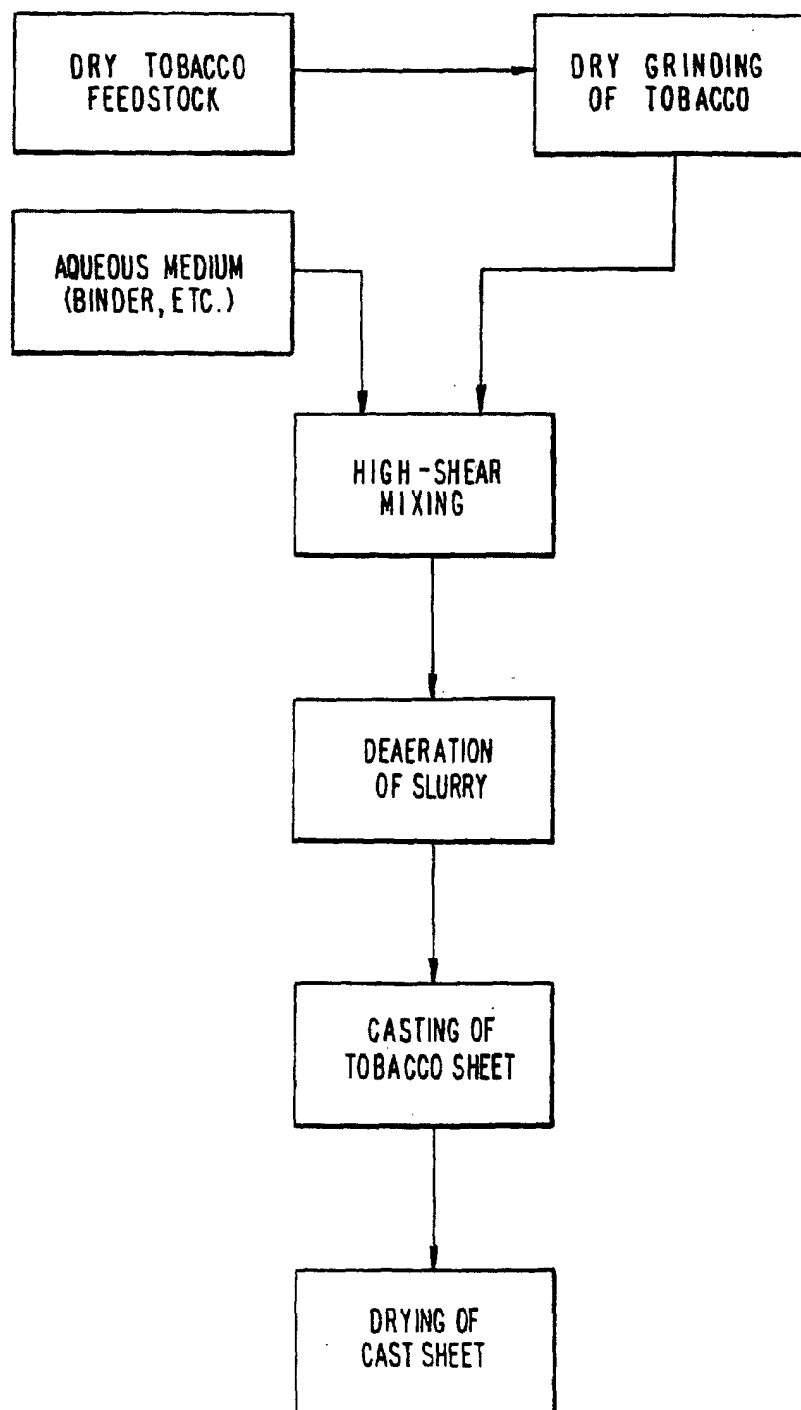 DRY TOBACCO
FEEDSTOCK
DRY GRINDING
OF TOBACCO
AQUEOUS MEDIUM
(BINDER, ETC.)
HIGH-SHEAR
MIXING
DEAERATION
OF SLURRY
CASTING OF
TOBACCO SHEET
DRYING OF
CAST SHEET